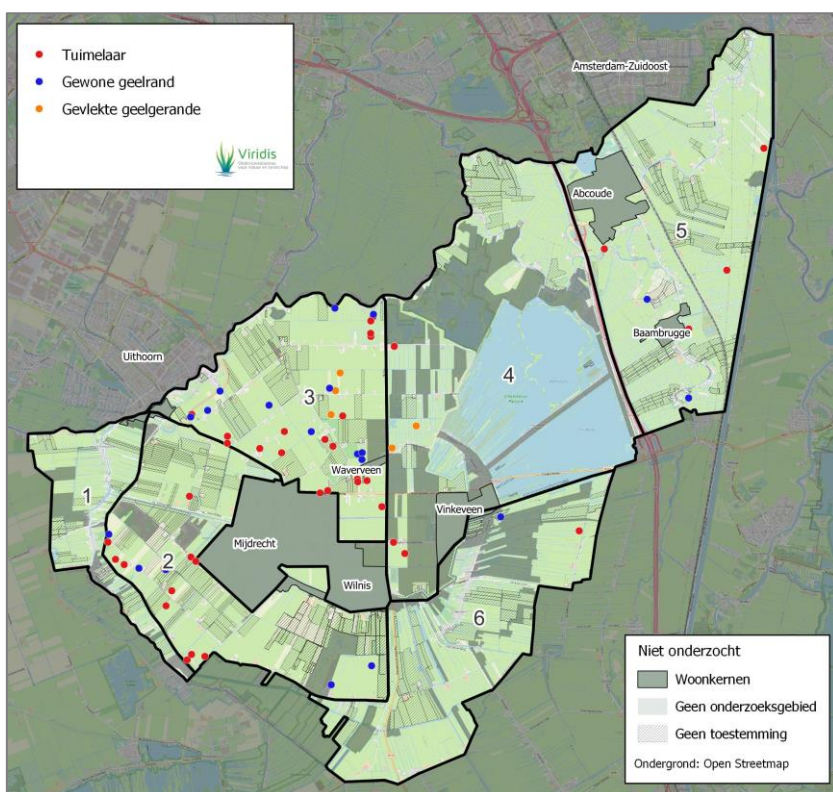 Tuimelaar
Gewone geelrand
Gevlekte geelgerande
Viridis
Amsterdam-Zuidoost
Abcoude
5
Baambrugge
Uithoorn
4
3
Waverveen
1
Vinkeveen
Mijdrecht
2
Wilnis
6
Niet onderzocht
Woonkernen
Geen onderzoeksgebied
Geen toestemming
Ondergrond: Open Streetmap